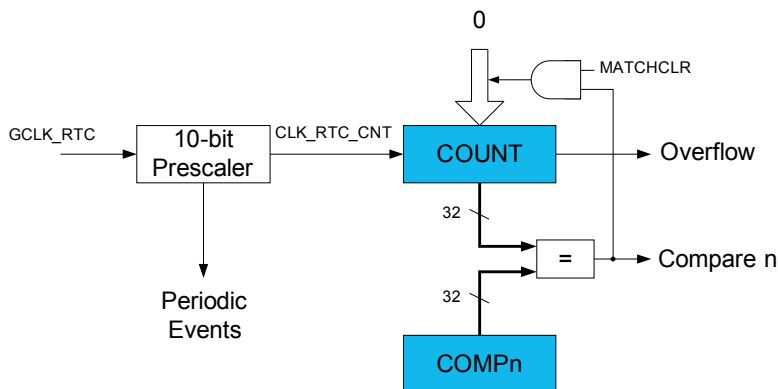 0
MATCHCLR
GCLK_RTC
10-bit
Prescaler
CLK_RTC_CNT
COUNT
Overflow
32
=
Compare n
32
Periodic
Events
COMPn